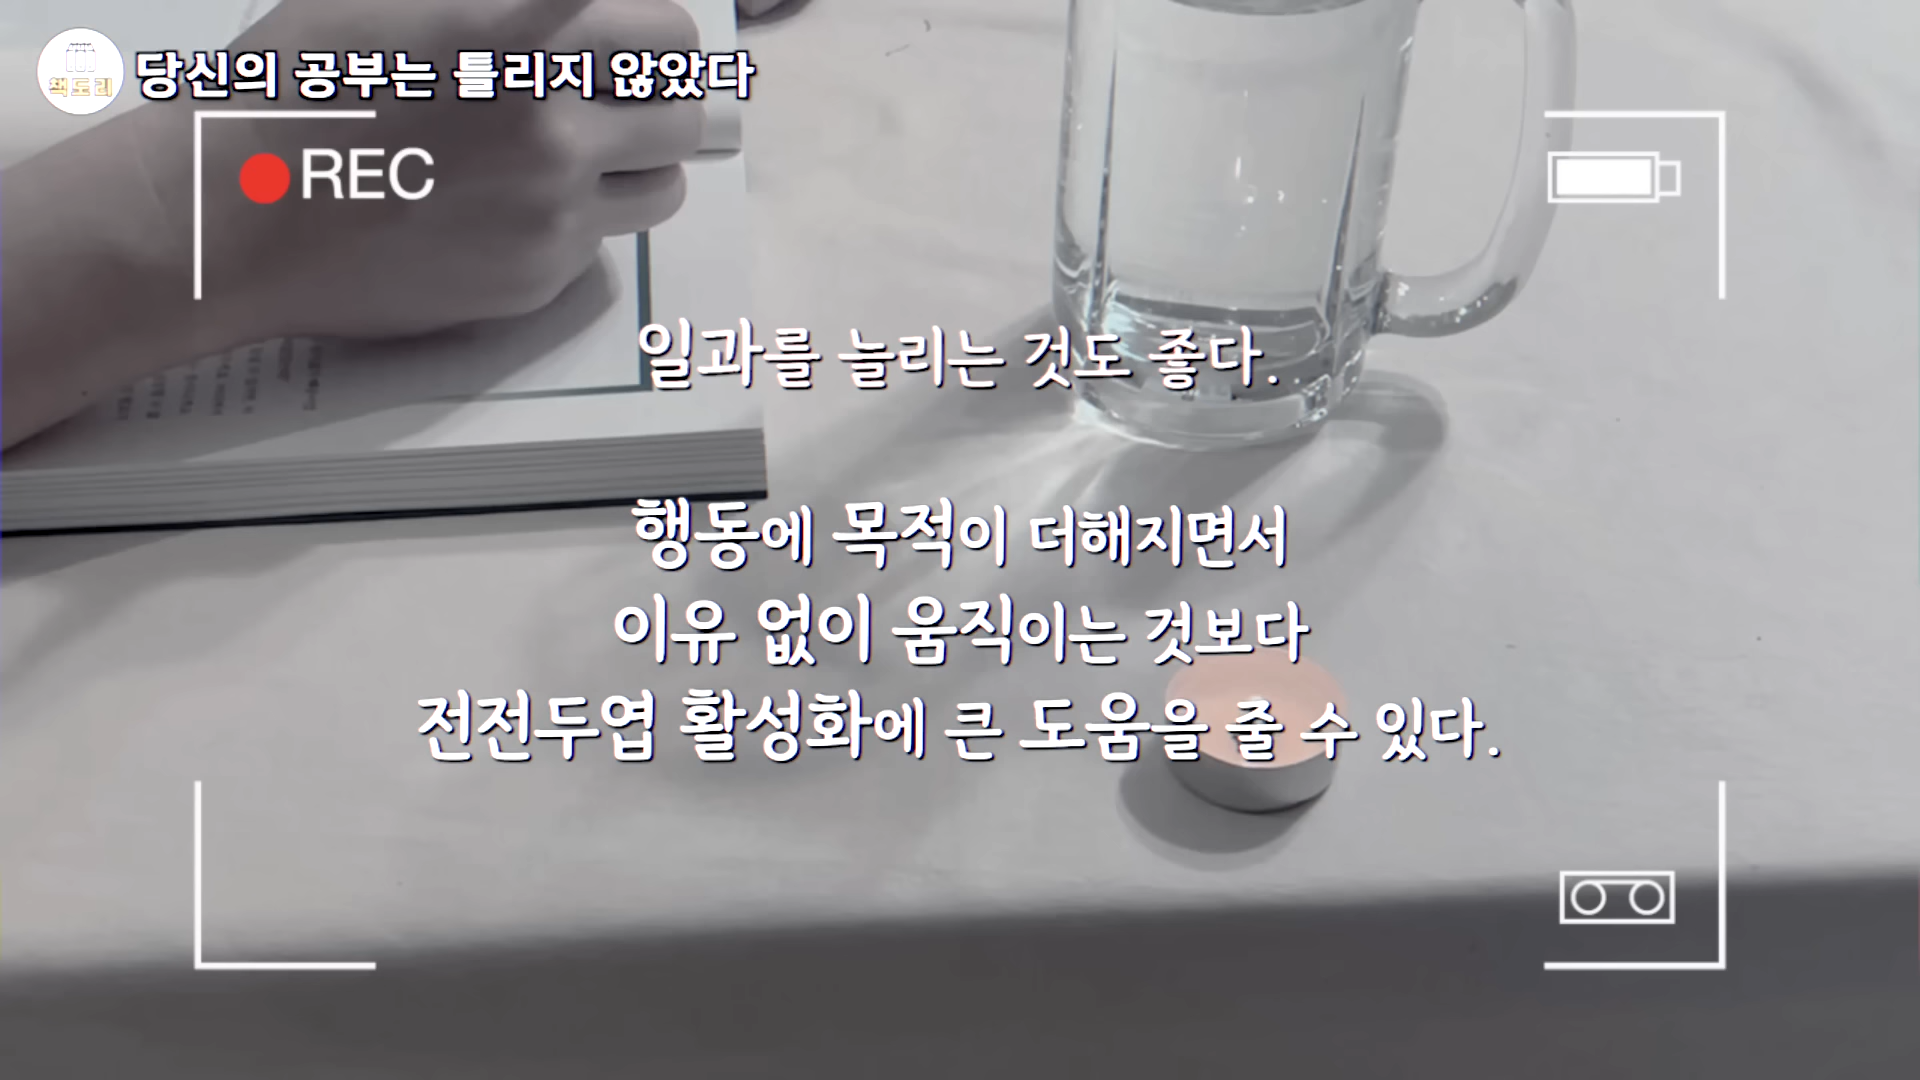 책도리
당신의 공부는 틀리지 않았다
REC
일과를 늘리는 것도 좋다.
행동에 목적이 더해지면서
이유 없이 움직이는 것보다
전전두엽 활성화에 큰 도움을 줄 수 있다.